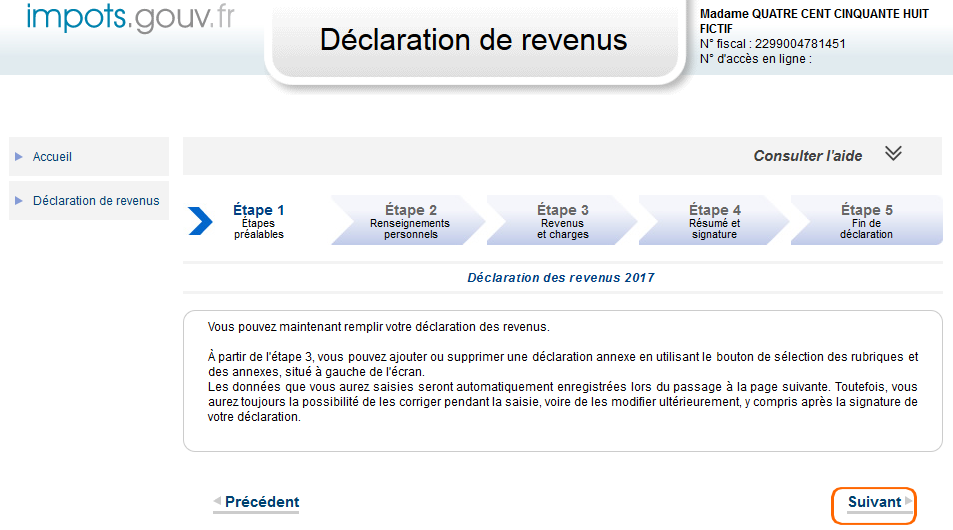 impots.gouv.fr
Déclaration de revenus
Madame QUATRE CENT CINQUANTE HUIT
FICTIF
N° fiscal : 2299004781451
N° d'accès en ligne :
Accueil
Déclaration de revenus
Consulter l'aide
Étape 1
Étapes
préalables
Étape 2
Renseignements
personnels
Étape 3
Revenus
et charges
Étape 4
Résumé et
signature
Étape 5
Fin de
déclaration
Déclaration des revenus 2017
Vous pouvez maintenant remplir votre déclaration des revenus.
À partir de l'étape 3, vous pouvez ajouter ou supprimer une déclaration annexe en utilisant le bouton de sélection des rubriques et
des annexes, situé à gauche de l'écran.
Les données que vous aurez saisies seront automatiquement enregistrées lors du passage à la page suivante. Toutefois, vous
aurez toujours la possibilité de les corriger pendant la saisie, voire de les modifier ultérieurement, y compris après la signature de
votre déclaration.
Précédent
Suivant